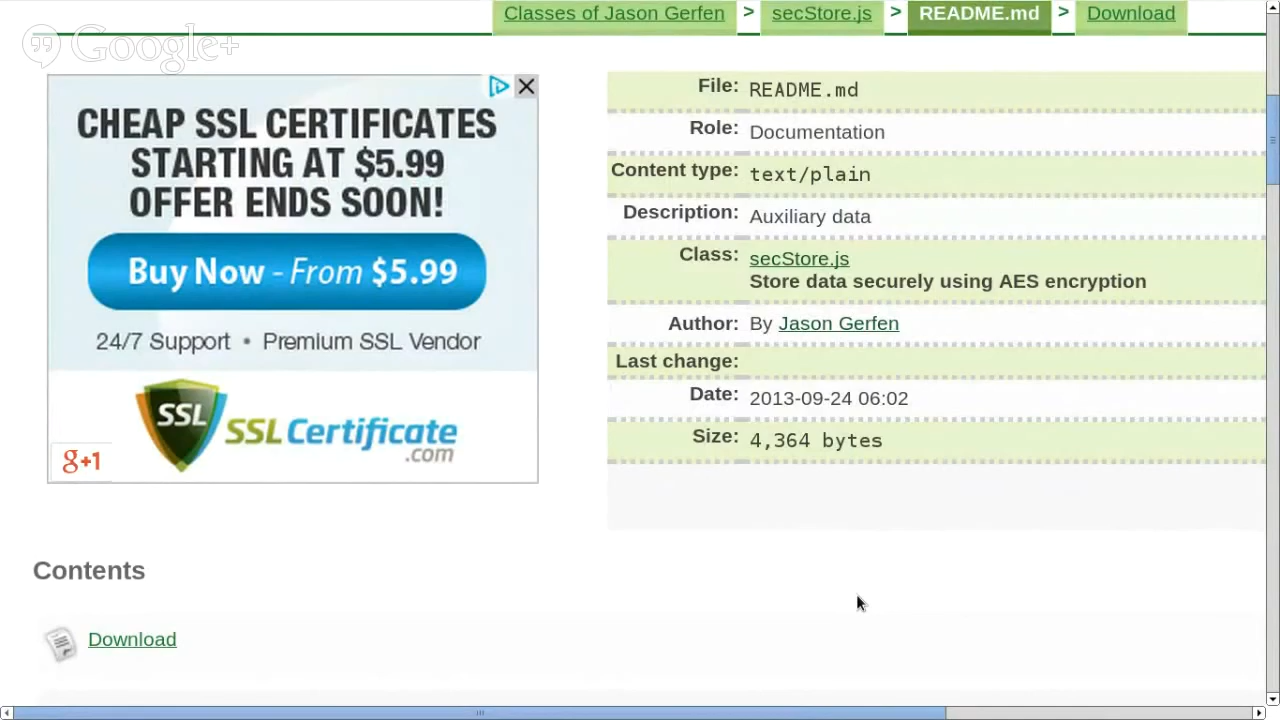 Classes of Jason Gerfen > secStore.js > README.md > Download
Google+
CHEAP SSL CERTIFICATES
STARTING AT $5.99
OFFER ENDS SOON!
Buy Now - From $5.99
24/7 Support • Premium SSL Vendor
SSL
SSLCertificate
.com
g+1
File: README.md
Role: Documentation
Content type: text/plain
Description: Auxiliary data
Class: secStore.js
Store data securely using AES encryption
Author: By Jason Gerfen
Last change:
Date: 2013-09-24 06:02
Size: 4,364 bytes
Contents
Download